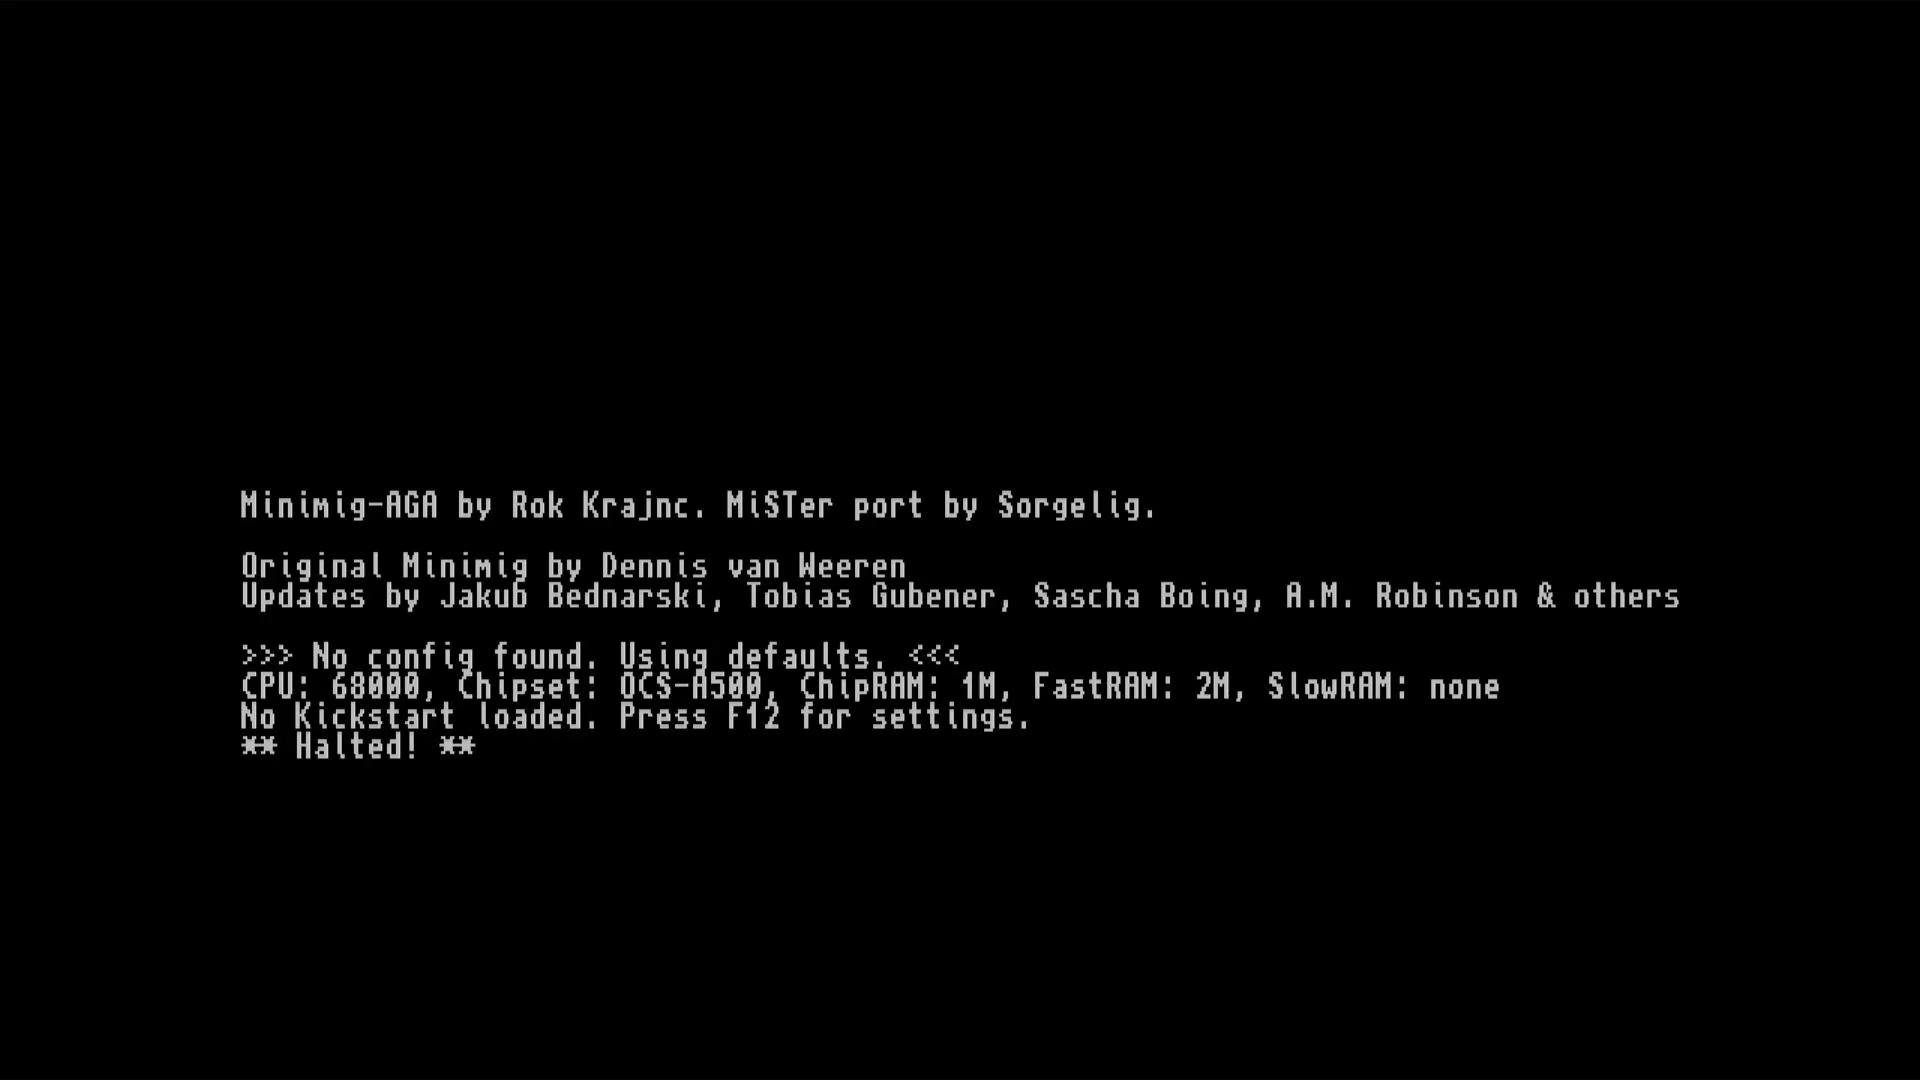 Minimig-AGA by Rok Krajnc. MiSTer port by Sorgelig.
Original Minimig by Dennis van Weeren
Updates by Jakub Bednarski, Tobias Gubener, Sascha Boing, A.M. Robinson & others
>>> No config found. Using defaults. <<<
CPU: 68000, Chipset: OCS-A500, ChipRAM: 1M, FastRAM: 2M, SlowRAM: none
No Kickstart loaded. Press F12 for settings.
** Halted! **